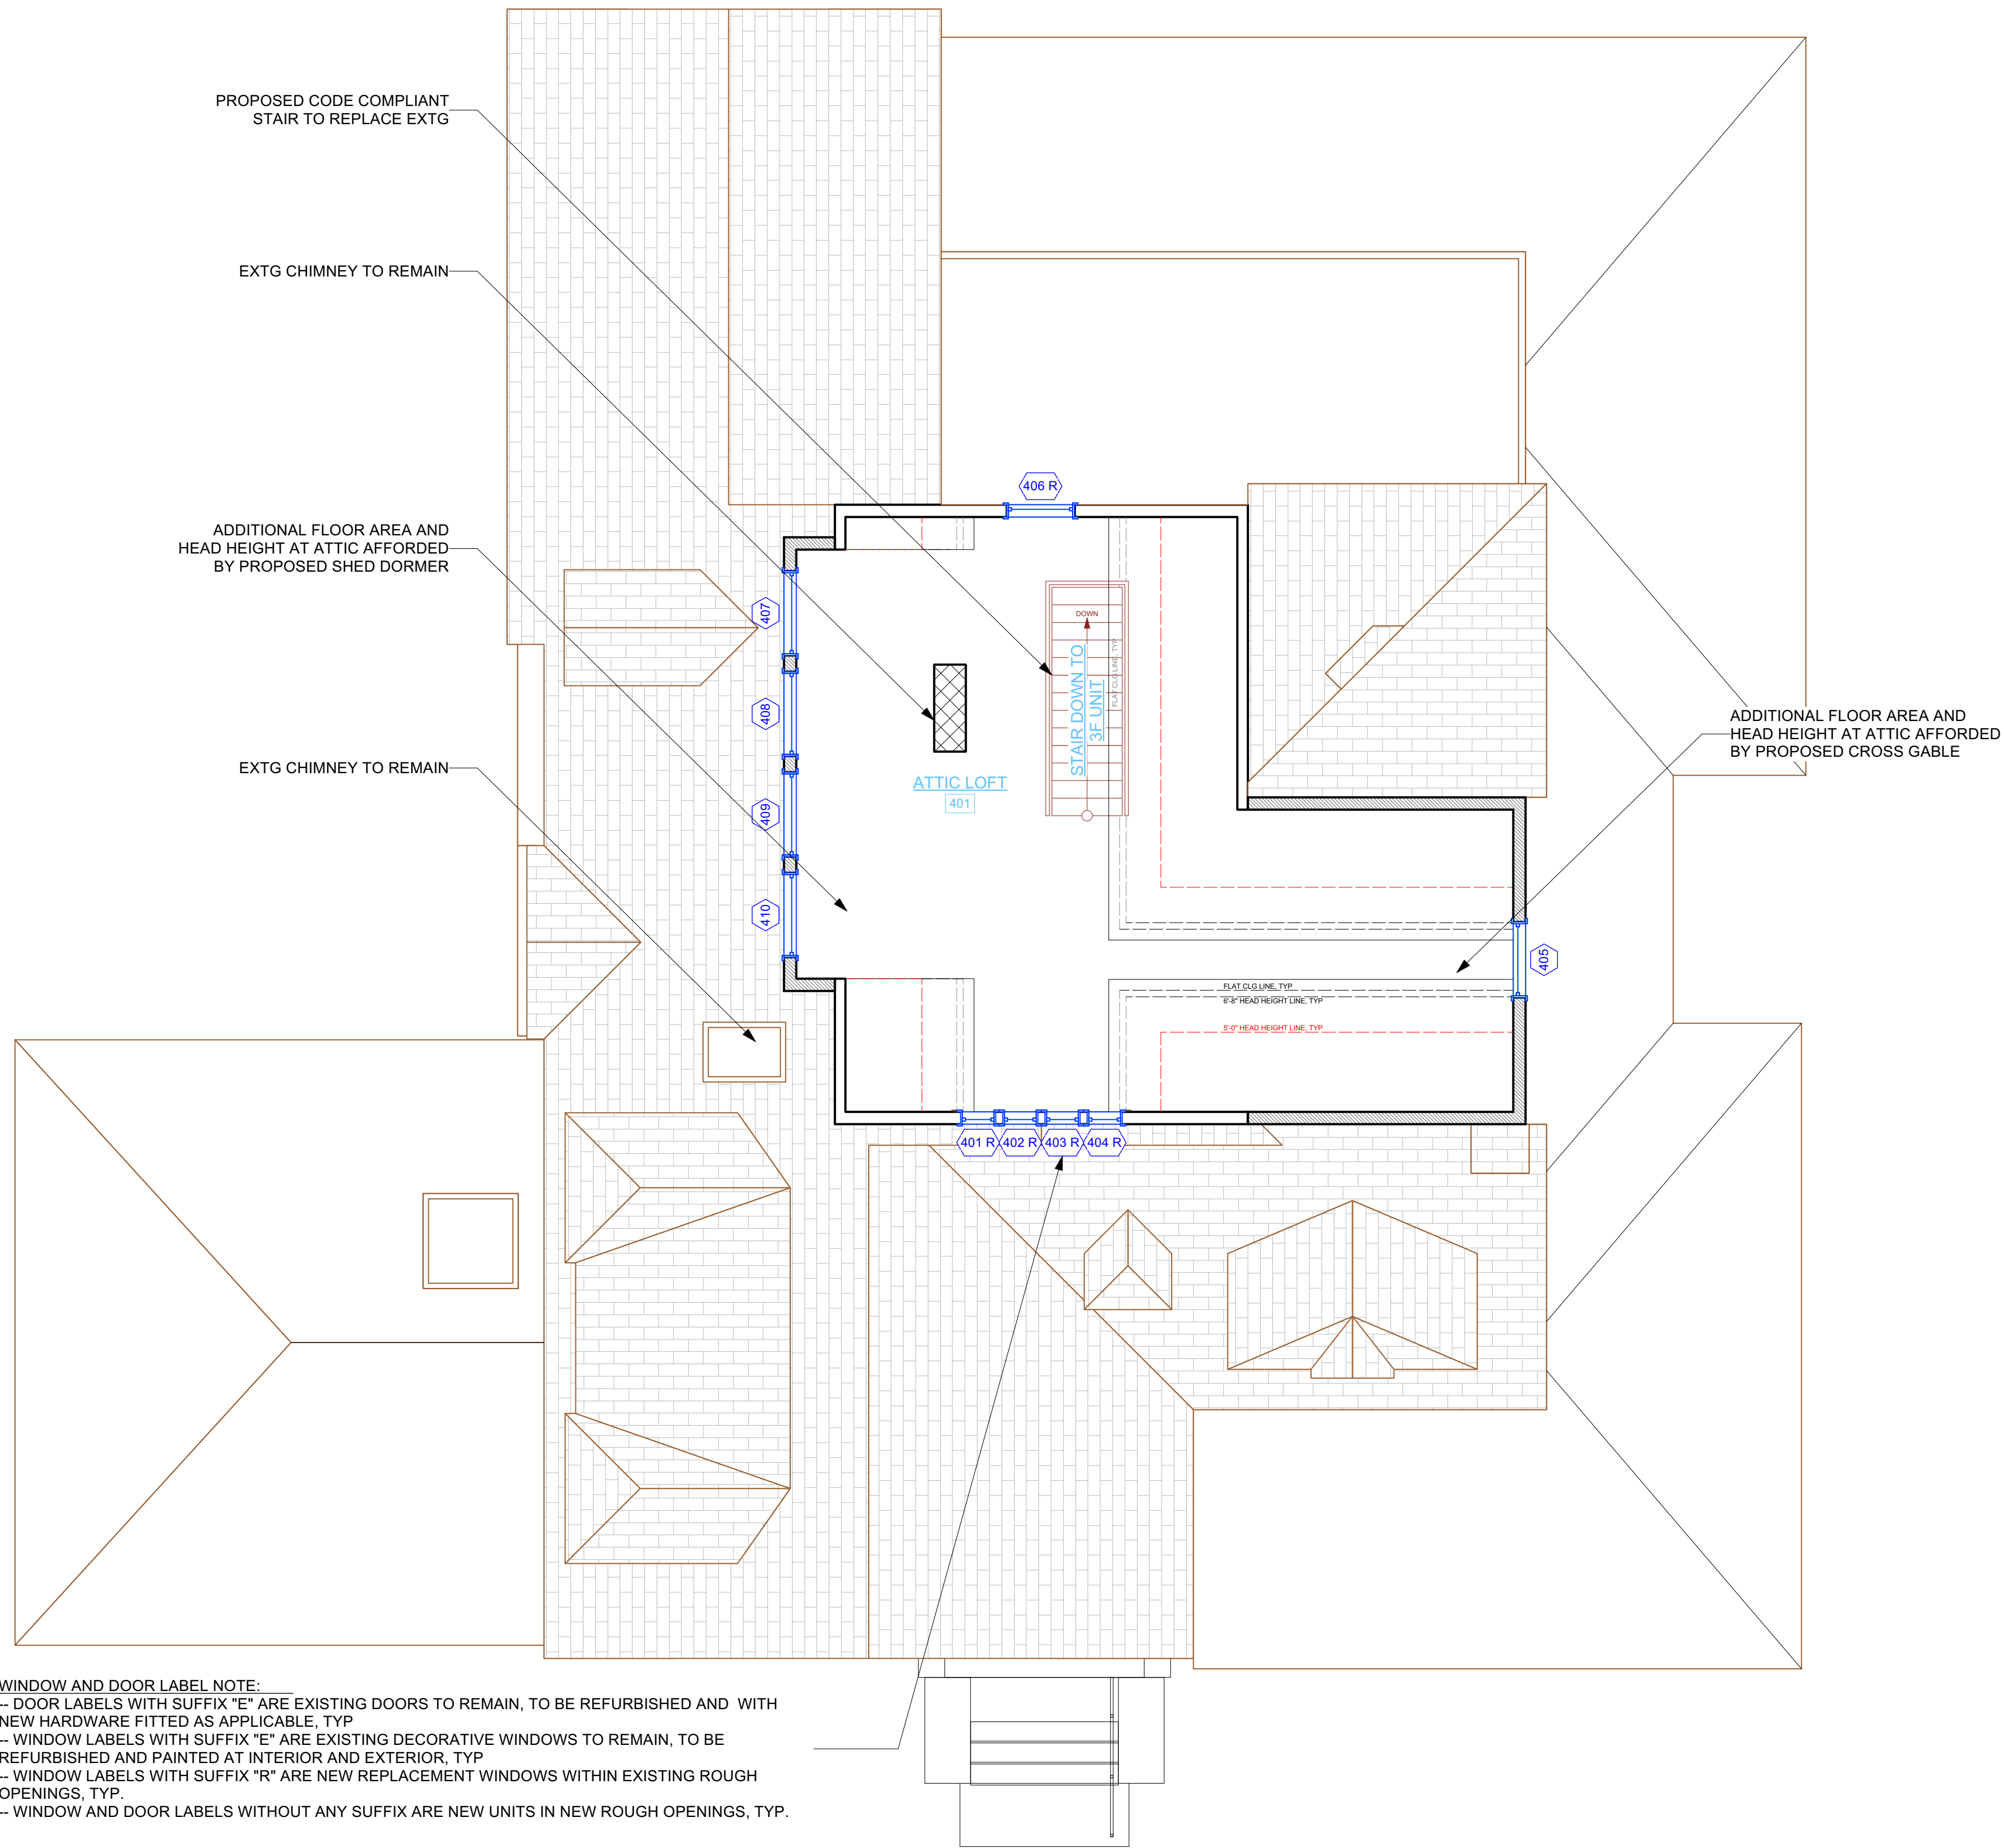 PROPOSED CODE COMPLIANT
STAIR TO REPLACE EXTG
EXTG CHIMNEY TO REMAIN
406 R
ADDITIONAL FLOOR AREA AND
HEAD HEIGHT AT ATTIC AFFORDED
BY PROPOSED SHED DORMER
407
DOWN
STAIR DOWN TO
3F UNIT
FLAT CLG LINE, TYP
408
ADDITIONAL FLOOR AREA AND
HEAD HEIGHT AT ATTIC AFFORDED
BY PROPOSED CROSS GABLE
EXTG CHIMNEY TO REMAIN
ATTIC LOFT
401
409
410
405
FLAT CLG LINE, TYP
6'-8" HEAD HEIGHT LINE, TYP
5'-0" HEAD HEIGHT LINE, TYP
401 R 402 R 403 R 404 R
WINDOW AND DOOR LABEL NOTE:
-- DOOR LABELS WITH SUFFIX "E" ARE EXISTING DOORS TO REMAIN, TO BE REFURBISHED AND WITH
NEW HARDWARE FITTED AS APPLICABLE, TYP
-- WINDOW LABELS WITH SUFFIX "E" ARE EXISTING DECORATIVE WINDOWS TO REMAIN, TO BE
REFURBISHED AND PAINTED AT INTERIOR AND EXTERIOR, TYP
-- WINDOW LABELS WITH SUFFIX "R" ARE NEW REPLACEMENT WINDOWS WITHIN EXISTING ROUGH
OPENINGS, TYP.
-- WINDOW AND DOOR LABELS WITHOUT ANY SUFFIX ARE NEW UNITS IN NEW ROUGH OPENINGS, TYP.